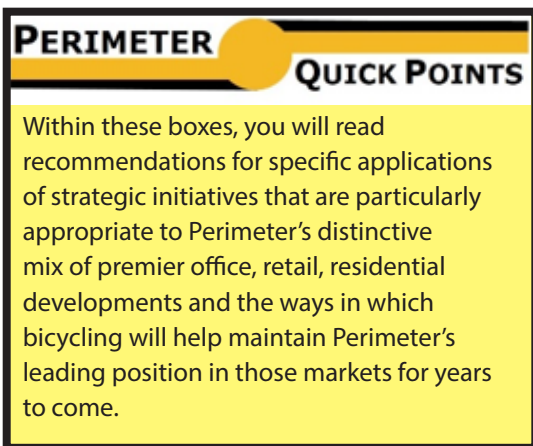 PERIMETER
QUICK POINTS
Within these boxes, you will read
recommendations for specific applications
of strategic initiatives that are particularly
appropriate to Perimeter's distinctive
mix of premier office, retail, residential
developments and the ways in which
bicycling will help maintain Perimeter's
leading position in those markets for years
to come.